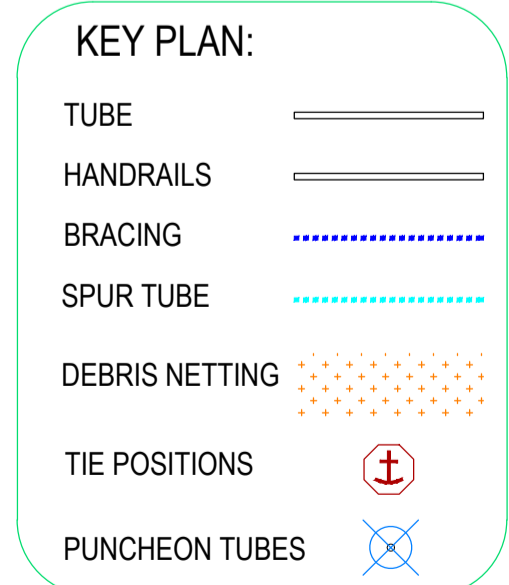 KEY PLAN:
TUBE
HANDRAILS
BRACING
SPUR TUBE
DEBRIS NETTING
TIE POSITIONS
PUNCHEON TUBES